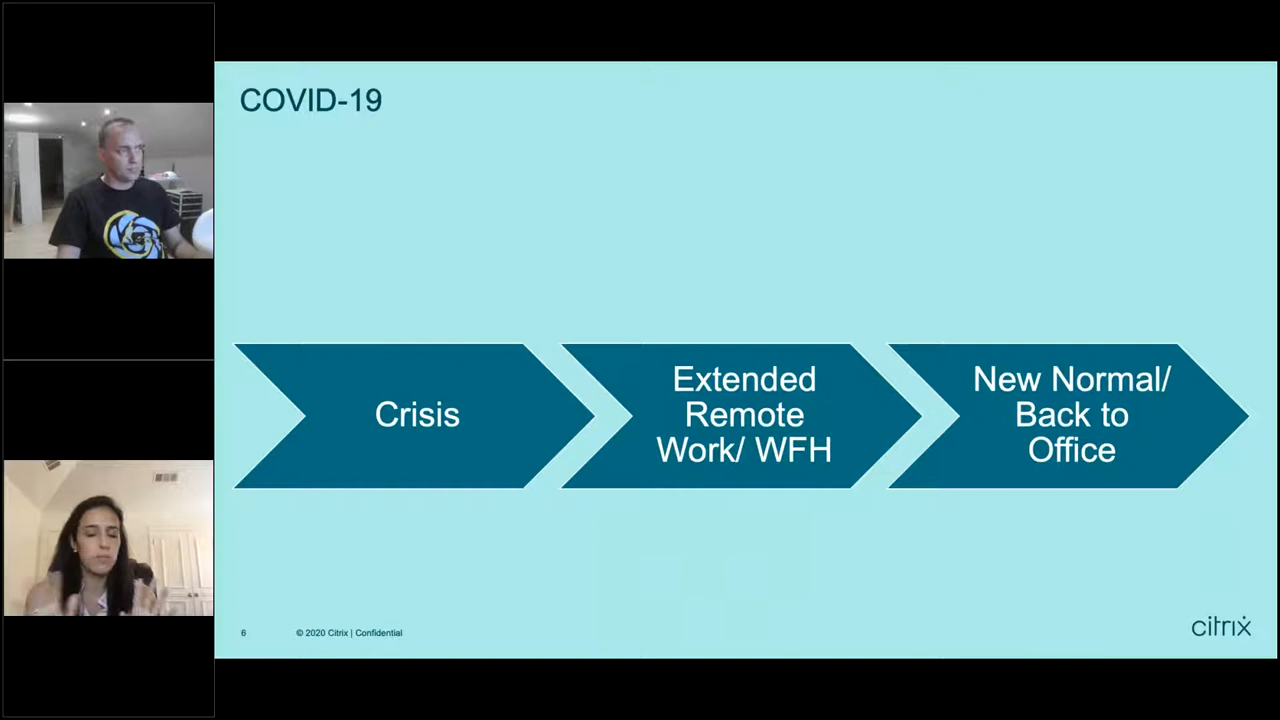 COVID-19
Crisis
Extended
Remote
Work/ WFH
New Normal/
Back to
Office
6
© 2020 Citrix | Confidential
citrix